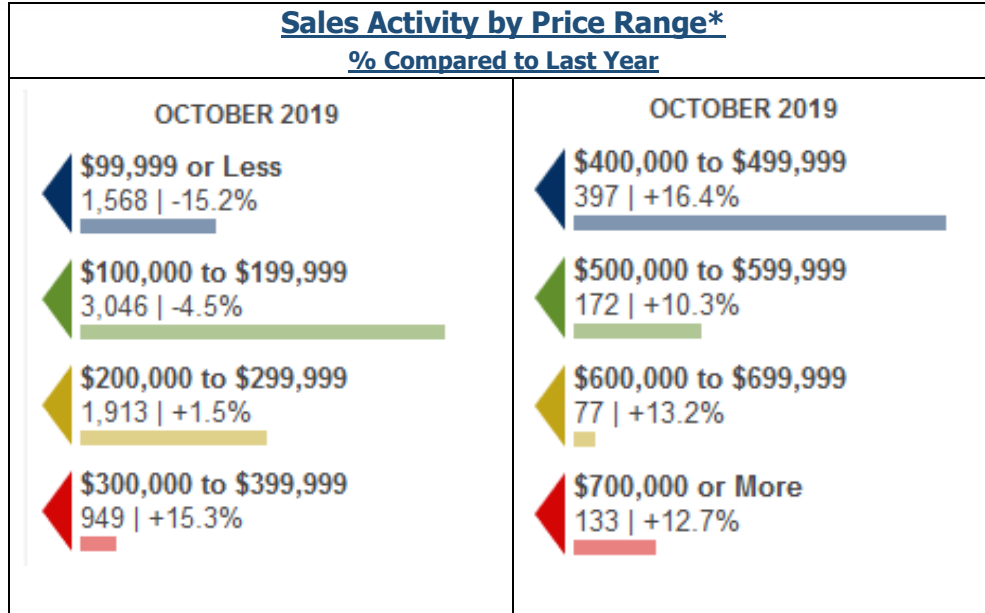 Sales Activity by Price Range*
% Compared to Last Year
OCTOBER 2019
$99,999 or Less
1,568 | -15.2%
$100,000 to $199,999
3,046 | -4.5%
$200,000 to $299,999
1,913 | +1.5%
$300,000 to $399,999
949 | +15.3%
OCTOBER 2019
$400,000 to $499,999
397 | +16.4%
$500,000 to $599,999
172 | +10.3%
$600,000 to $699,999
77 | +13.2%
$700,000 or More
133 | +12.7%